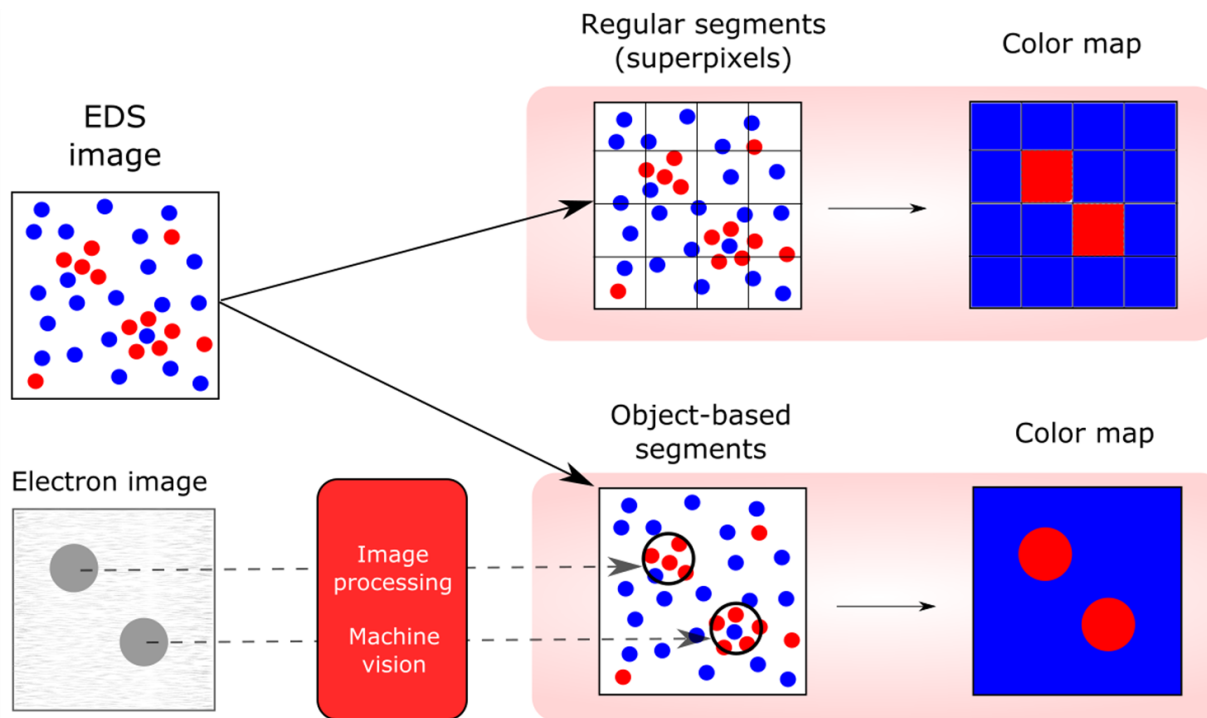 Regular segments
(superpixels)
Color map
EDS
image
Object-based
segments
Color map
Electron image
Image
processing
Machine
vision